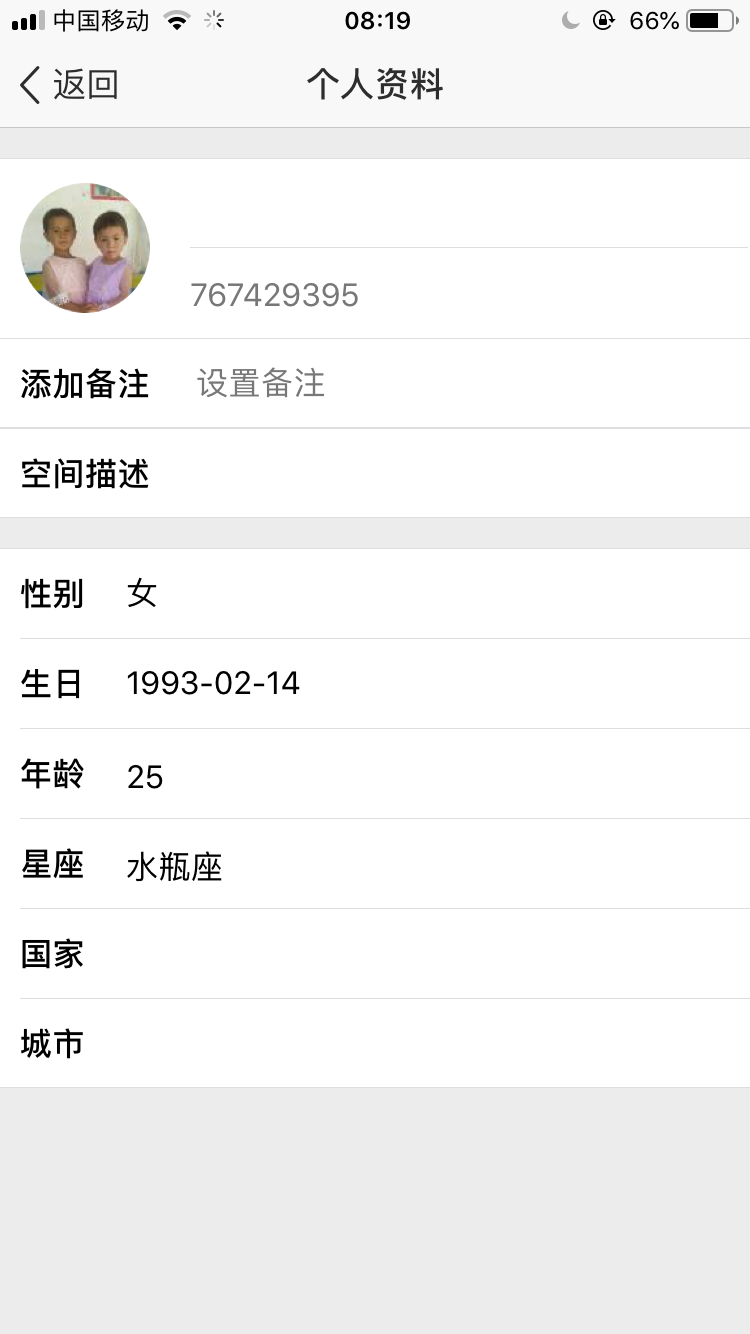 中国移动 08:19 66%
返回 个人资料
767429395
添加备注 设置备注
空间描述
性别 女
生日 1993-02-14
年龄 25
星座 水瓶座
国家
城市